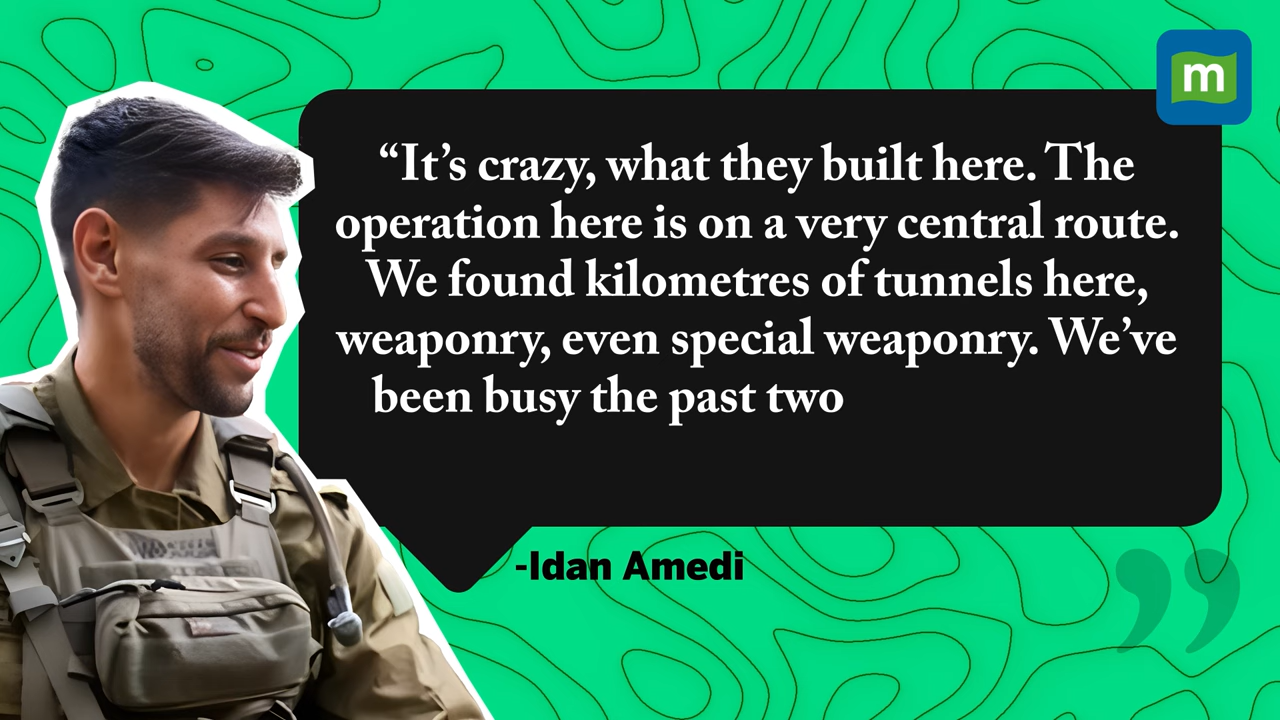 m
“It’s crazy, what they built here. The
operation here is on a very central route.
We found kilometres of tunnels here,
weaponry, even special weaponry. We’ve
been busy the past two
-Idan Amedi
”